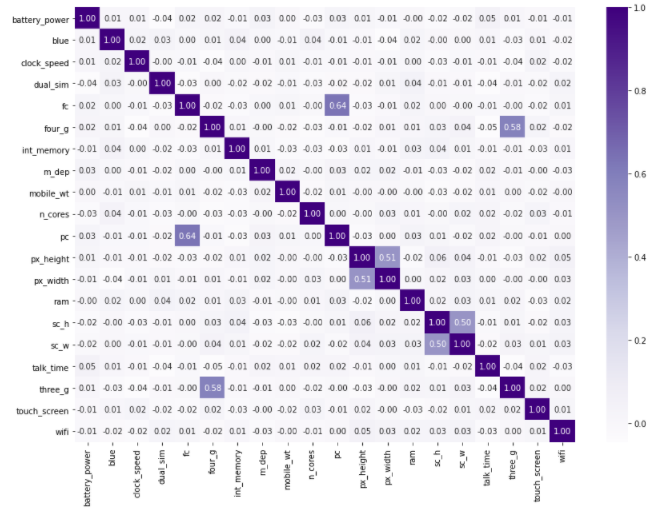 battery_power 1.00 0.01 0.01 -0.04 0.02 0.02 -0.01 0.03 -0.00 -0.03 0.03 0.01 -0.01 -0.00 -0.02 -0.02 0.05 0.01 -0.01 -0.01
blue 0.01 1.00 0.02 0.03 0.00 0.01 0.04 0.00 -0.01 0.04 -0.01 -0.01 -0.04 0.02 -0.00 -0.00 0.01 -0.03 0.01 -0.02
clock_speed 0.01 0.02 1.00 -0.00 -0.01 -0.04 0.00 -0.01 0.01 -0.01 -0.01 -0.01 -0.01 0.00 -0.03 -0.01 -0.01 -0.04 0.02 -0.02
dual_sim -0.04 0.03 -0.00 1.00 -0.03 0.00 -0.02 -0.02 -0.01 -0.03 -0.02 -0.02 0.01 0.04 -0.01 -0.01 -0.04 -0.01 -0.02 0.02
fc 0.02 0.00 -0.01 -0.03 1.00 -0.02 -0.03 0.00 0.01 -0.00 0.64 -0.03 -0.01 0.02 0.00 -0.00 -0.01 -0.00 -0.01 0.02
four_g 0.02 0.01 -0.04 0.00 -0.02 1.00 0.01 -0.00 -0.02 -0.03 -0.01 -0.02 0.01 0.01 0.03 0.04 -0.05 0.58 0.02 -0.02
int_memory -0.01 0.04 0.01 -0.02 -0.03 0.01 1.00 0.01 -0.03 -0.03 -0.03 0.01 -0.01 0.03 0.04 0.01 -0.00 -0.01 -0.03 0.01
m_dep 0.03 0.00 -0.01 -0.02 -0.00 -0.00 0.01 1.00 0.02 -0.00 0.03 0.03 0.02 -0.01 -0.03 -0.02 0.02 -0.01 -0.00 -0.03
mobile_wt -0.00 -0.01 0.01 -0.01 0.02 -0.02 -0.03 0.02 1.00 -0.02 0.01 0.00 0.00 -0.00 -0.03 -0.02 0.01 0.00 -0.01 -0.00
n_cores -0.03 0.04 -0.01 -0.03 -0.00 -0.03 -0.03 -0.00 -0.02 1.00 -0.00 -0.00 0.03 0.01 -0.00 0.02 0.02 -0.02 0.03 -0.01
pc 0.03 -0.01 -0.01 -0.02 0.64 -0.01 -0.03 0.03 0.01 0.00 1.00 -0.03 0.00 0.03 0.01 -0.02 0.02 -0.00 -0.01 0.01
px_height 0.01 -0.01 -0.01 -0.02 -0.03 -0.02 0.01 0.02 -0.00 -0.00 -0.03 1.00 0.51 -0.02 0.06 0.04 -0.01 -0.03 0.02 0.05
px_width -0.01 -0.04 -0.01 0.01 -0.01 0.01 -0.01 0.02 -0.00 0.03 0.00 0.51 1.00 0.00 0.02 0.03 0.00 -0.00 -0.00 0.03
ram -0.00 0.02 0.00 0.04 0.02 0.01 0.03 -0.01 -0.01 0.00 0.03 -0.02 0.00 1.00 0.02 0.03 0.01 0.02 -0.03 0.02
sc_h -0.02 -0.00 -0.03 -0.01 0.00 0.03 0.04 -0.03 -0.03 -0.00 0.01 0.06 0.02 0.02 1.00 0.50 -0.01 0.01 -0.02 0.03
sc_w -0.02 0.00 -0.01 -0.01 -0.00 0.04 0.01 -0.02 -0.02 0.02 -0.02 0.04 0.03 0.03 0.50 1.00 -0.02 0.03 0.01 0.03
talk_time 0.05 0.01 -0.01 -0.04 -0.01 -0.05 -0.01 0.02 0.01 0.02 0.02 -0.01 0.00 0.01 -0.01 -0.02 1.00 -0.04 0.02 -0.03
three_g 0.01 -0.03 -0.04 -0.01 -0.00 0.58 -0.01 -0.01 0.00 -0.02 -0.00 -0.03 -0.00 0.02 0.01 0.03 -0.04 1.00 0.02 0.00
touch_screen -0.01 0.01 0.02 -0.02 -0.02 0.02 -0.03 -0.00 -0.02 0.03 -0.01 0.02 -0.00 -0.03 -0.02 0.01 0.02 0.02 1.00 0.01
wifi -0.01 -0.02 -0.02 0.02 0.02 -0.02 0.01 -0.03 -0.00 -0.01 0.00 0.05 0.03 0.02 0.03 0.03 -0.03 0.00 0.01 1.00
battery_power blue clock_speed dual_sim fc four_g int_memory m_dep mobile_wt n_cores pc px_height px_width ram sc_h sc_w talk_time three_g touch_screen wifi
1.0
0.8
0.6
0.4
0.2
0.0